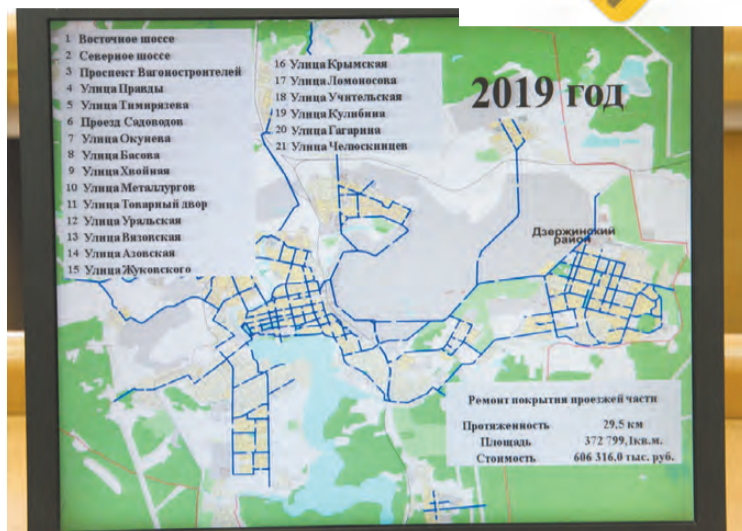 1 Восточное шоссе
2 Северное шоссе
3 Проспект Вагоностроителей
4 Улица Правды
5 Улица Тимирязева
6 Проезд Садоводов
7 Улица Окунева
8 Улица Басова
9 Улица Хвойная
10 Улица Металлургов
11 Улица Товарный двор
12 Улица Уральская
13 Улица Вязовская
14 Улица Азовская
15 Улица Жуковского
16 Улица Крымская
17 Улица Ломоносова
18 Улица Учительская
19 Улица Кулибина
20 Улица Гагарина
21 Улица Челюскинцев
2019 год
Дзержинский
район
Ремонт покрытия проезжей части
Протяженность 29,5 км
Площадь 372 799,1кв.м.
Стоимость 606 316,0 тыс. руб.